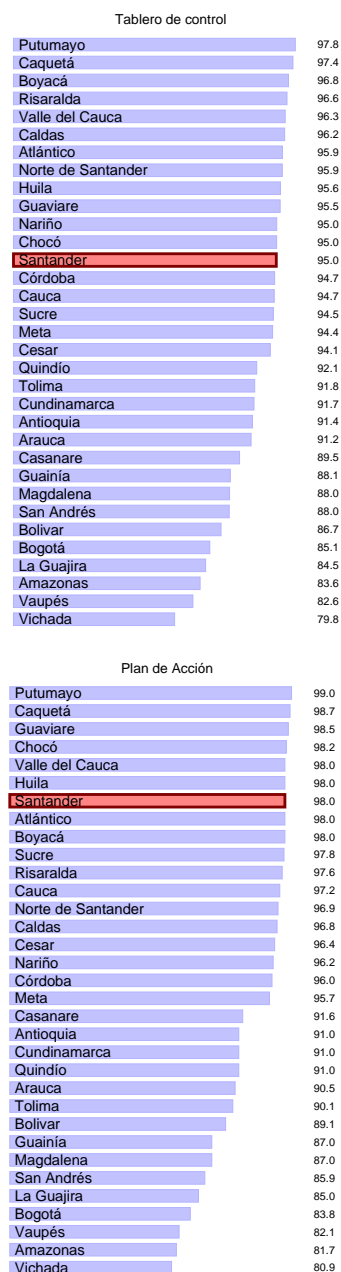 Tablero de control
Putumayo 97.8
Caquetá 97.4
Boyacá 96.8
Risaralda 96.6
Valle del Cauca 96.3
Caldas 96.2
Atlántico 95.9
Norte de Santander 95.9
Huila 95.6
Guaviare 95.5
Nariño 95.0
Chocó 95.0
Santander 95.0
Córdoba 94.7
Cauca 94.7
Sucre 94.5
Meta 94.4
Cesar 94.1
Quindío 92.1
Tolima 91.8
Cundinamarca 91.7
Antioquia 91.4
Arauca 91.2
Casanare 89.5
Guainía 88.1
Magdalena 88.0
San Andrés 88.0
Bolivar 86.7
Bogotá 85.1
La Guajira 84.5
Amazonas 83.6
Vaupés 82.6
Vichada 79.8
Plan de Acción
Putumayo 99.0
Caquetá 98.7
Guaviare 98.5
Chocó 98.2
Valle del Cauca 98.0
Huila 98.0
Santander 98.0
Atlántico 98.0
Boyacá 98.0
Sucre 97.8
Risaralda 97.6
Cauca 97.2
Norte de Santander 96.9
Caldas 96.8
Cesar 96.4
Nariño 96.2
Córdoba 96.0
Meta 95.7
Casanare 91.6
Antioquia 91.0
Cundinamarca 91.0
Quindío 91.0
Arauca 90.5
Tolima 90.1
Bolivar 89.1
Guainía 87.0
Magdalena 87.0
San Andrés 85.9
La Guajira 85.0
Bogotá 83.8
Vaupés 82.1
Amazonas 81.7
Vichada 80.9